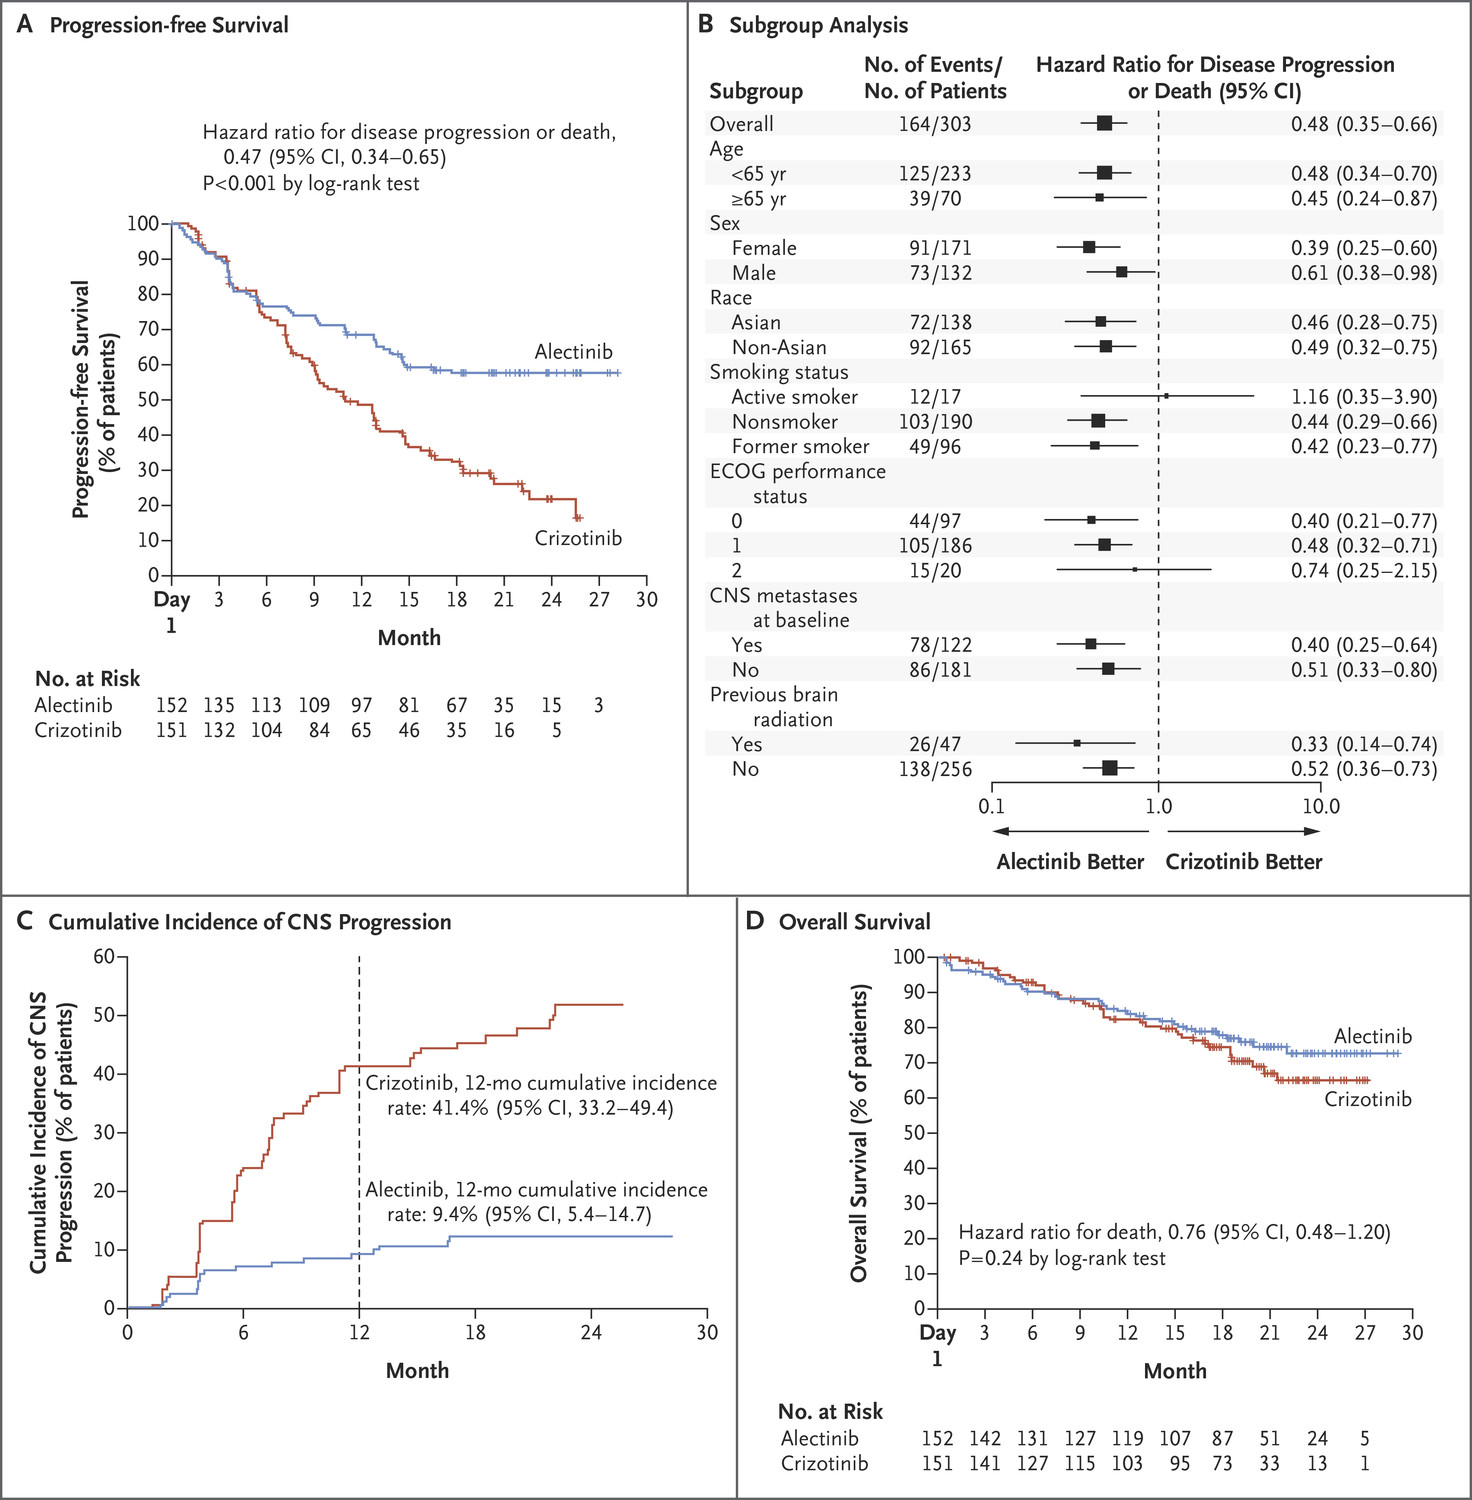 A Progression-free Survival
Hazard ratio for disease progression or death,
0.47 (95% CI, 0.34–0.65)
P<0.001 by log-rank test
Progression-free Survival
(% of patients)
100
90
80
70
60
50
40
30
20
10
0
Alectinib
Crizotinib
Day 1 3 6 9 12 15 18 21 24 27 30
Month
No. at Risk
Alectinib 152 135 113 109 97 81 67 35 15 3
Crizotinib 151 132 104 84 65 46 35 16 5
B Subgroup Analysis
Subgroup No. of Events/ No. of Patients Hazard Ratio for Disease Progression or Death (95% CI)
Overall 164/303 0.48 (0.35–0.66)
Age
<65 yr 125/233 0.48 (0.34–0.70)
≥65 yr 39/70 0.45 (0.24–0.87)
Sex
Female 91/171 0.39 (0.25–0.60)
Male 73/132 0.61 (0.38–0.98)
Race
Asian 72/138 0.46 (0.28–0.75)
Non-Asian 92/165 0.49 (0.32–0.75)
Smoking status
Active smoker 12/17 1.16 (0.35–3.90)
Nonsmoker 103/190 0.44 (0.29–0.66)
Former smoker 49/96 0.42 (0.23–0.77)
ECOG performance
status
0 44/97 0.40 (0.21–0.77)
1 105/186 0.48 (0.32–0.71)
2 15/20 0.74 (0.25–2.15)
CNS metastases
at baseline
Yes 78/122 0.40 (0.25–0.64)
No 86/181 0.51 (0.33–0.80)
Previous brain
radiation
Yes 26/47 0.33 (0.14–0.74)
No 138/256 0.52 (0.36–0.73)
0.1 1.0 10.0
Alectinib Better Crizotinib Better
C Cumulative Incidence of CNS Progression
Cumulative Incidence of CNS
Progression (% of patients)
60
50
40
30
20
10
0
Crizotinib, 12-mo cumulative incidence
rate: 41.4% (95% CI, 33.2–49.4)
Alectinib, 12-mo cumulative incidence
rate: 9.4% (95% CI, 5.4–14.7)
0 6 12 18 24 30
Month
D Overall Survival
Overall Survival (% of patients)
100
90
80
70
60
50
40
30
20
10
0
Alectinib
Crizotinib
Hazard ratio for death, 0.76 (95% CI, 0.48–1.20)
P=0.24 by log-rank test
Day 1 3 6 9 12 15 18 21 24 27 30
Month
No. at Risk
Alectinib 152 142 131 127 119 107 87 51 24 5
Crizotinib 151 141 127 115 103 95 73 33 13 1